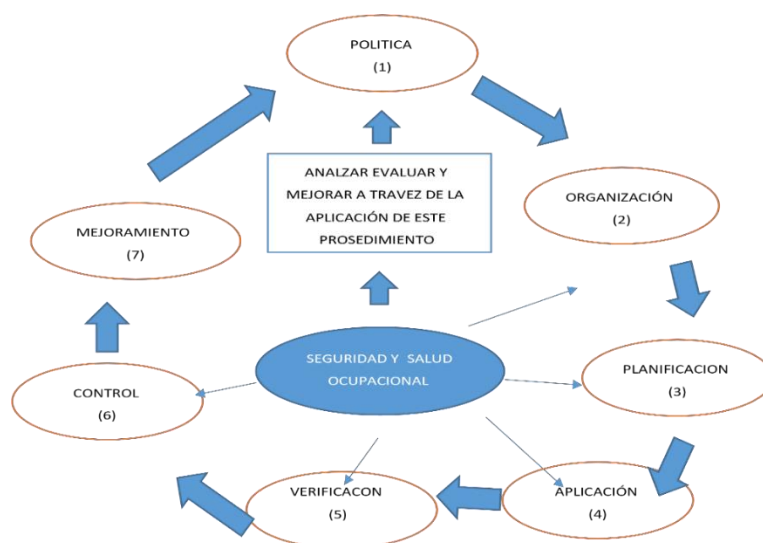 POLITICA
(1)
ANALZAR EVALUAR Y
MEJORAR A TRAVEZ DE LA
APLICACIÓN DE ESTE
PROSEDIMIENTO
ORGANIZACIÓN
(2)
MEJORAMIENTO
(7)
SEGURIDAD Y SALUD
OCUPACIONAL
PLANIFICACION
(3)
CONTROL
(6)
VERIFICACON
(5)
APLICACIÓN
(4)